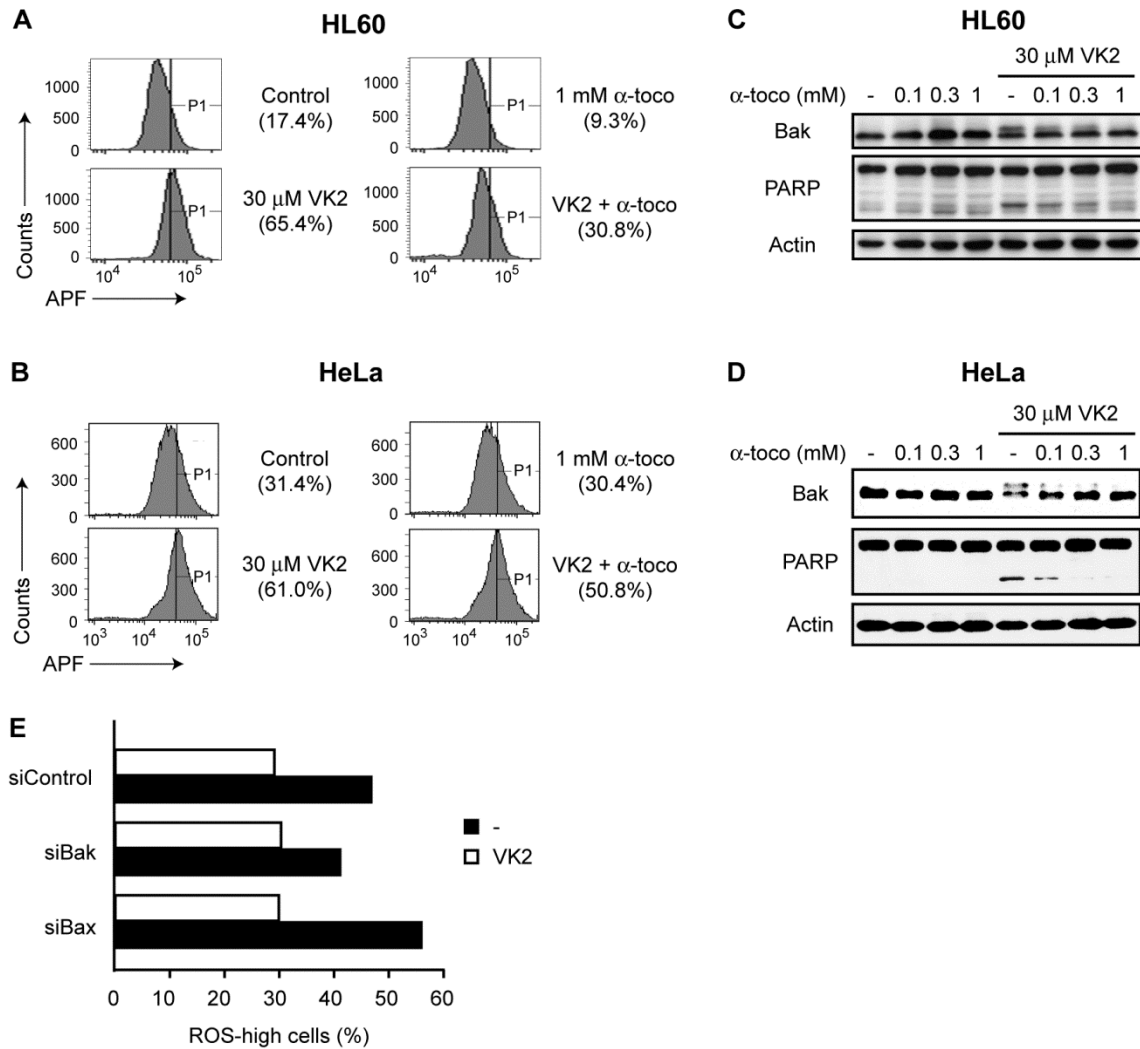 A
HL60
1000
500
0
P1
Control
(17.4%)
1000
500
0
P1
1 mM α-toco
(9.3%)
1000
500
0
10⁴
10⁵
P1
30 μM VK2
(65.4%)
1000
500
0
10⁴
10⁵
P1
VK2 + α-toco
(30.8%)
Counts
APF
B
HeLa
600
300
0
P1
Control
(31.4%)
600
300
0
P1
1 mM α-toco
(30.4%)
600
300
0
10³
10⁴
10⁵
P1
30 μM VK2
(61.0%)
600
300
0
10³
10⁴
10⁵
P1
VK2 + α-toco
(50.8%)
Counts
APF
C
HL60
30 μM VK2
α-toco (mM) - 0.1 0.3 1 - 0.1 0.3 1
Bak
PARP
Actin
D
HeLa
30 μM VK2
α-toco (mM) - 0.1 0.3 1 - 0.1 0.3 1
Bak
PARP
Actin
E
siControl
siBak
siBax
-
VK2
0 10 20 30 40 50 60
ROS-high cells (%)